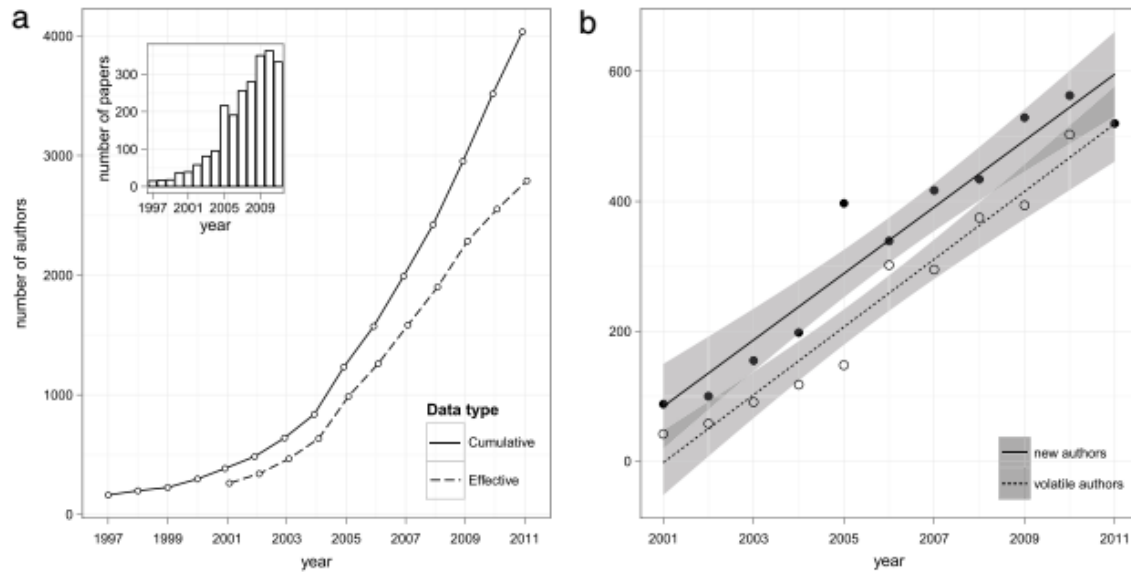 a
number of authors
4000
3000
2000
1000
0
1997
1999
2001
2003
2005
2007
2009
2011
year
number of papers
300
200
100
0
1997
2001
2005
2009
year
Data type
Cumulative
Effective
b
600
400
200
0
2001
2003
2005
2007
2009
2011
year
new authors
volatile authors